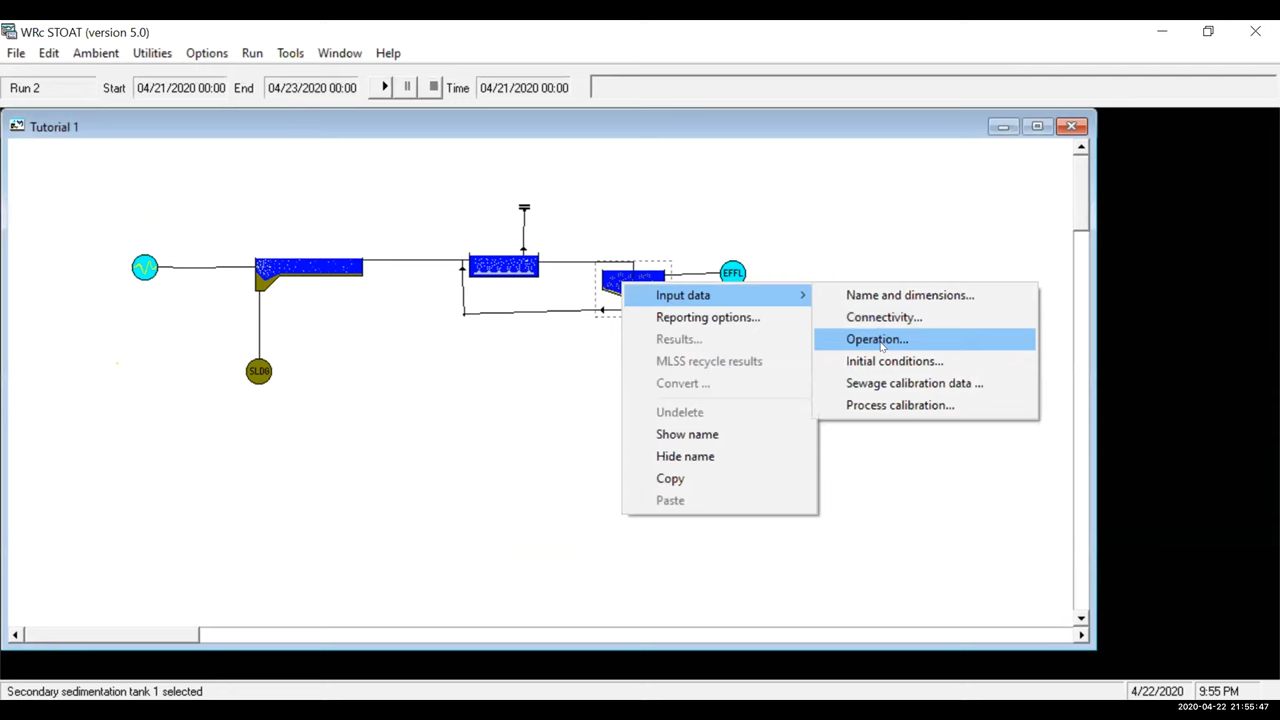 WRc STOAT (version 5.0)
File Edit Ambient Utilities Options Run Tools Window Help
Run 2 Start 04/21/2020 00:00 End 04/23/2020 00:00 Time 04/21/2020 00:00
Tutorial 1
EFFL
SLDG
Input data
Reporting options...
Results...
MLSS recycle results
Convert ...
Undelete
Show name
Hide name
Copy
Paste
Name and dimensions...
Connectivity...
Operation...
Initial conditions...
Sewage calibration data ...
Process calibration...
Secondary sedimentation tank 1 selected
4/22/2020 9:55 PM
2020-04-22 21:55:47